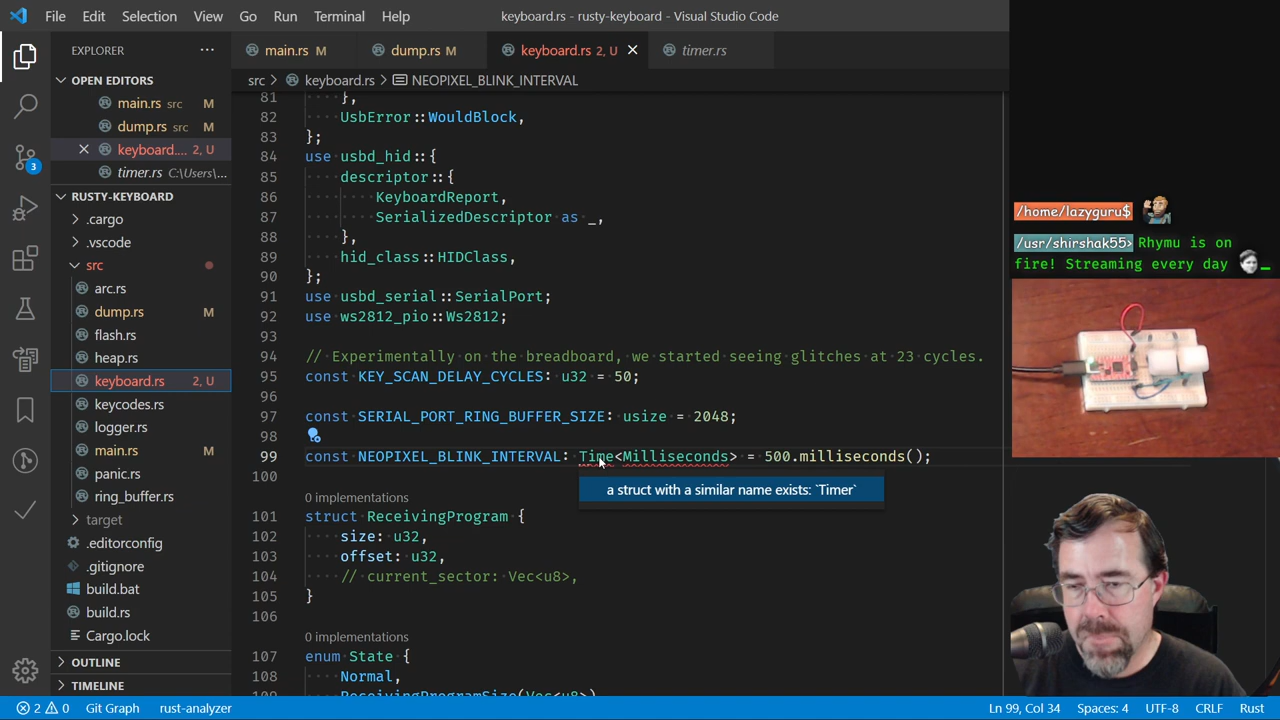 File Edit Selection View Go Run Terminal Help keyboard.rs - rusty-keyboard - Visual Studio Code
EXPLORER
main.rs M dump.rs M keyboard.rs 2, U timer.rs
OPEN EDITORS
main.rs src M
dump.rs src M
keyboard.... 2, U
timer.rs C:\Users\...
RUSTY-KEYBOARD
.cargo
.vscode
src
arc.rs
dump.rs M
flash.rs
heap.rs
keyboard.rs 2, U
keycodes.rs
logger.rs
main.rs M
panic.rs
ring_buffer.rs
target
.editorconfig
.gitignore
build.bat
build.rs
Cargo.lock
OUTLINE
TIMELINE
3
src > keyboard.rs > NEOPIXEL_BLINK_INTERVAL
81 ····},
82 ····UsbError::WouldBlock,
83 };
84 use·usbd_hid::{
85 ····descriptor::{
86 ········KeyboardReport,
87 ········SerializedDescriptor·as·_,
88 ····},
89 ····hid_class::HIDClass,
90 };
91 use·usbd_serial::SerialPort;
92 use·ws2812_pio::Ws2812;
93
94 //·Experimentally·on·the·breadboard,·we·started·seeing·glitches·at·23·cycles.
95 const·KEY_SCAN_DELAY_CYCLES:·u32·=·50;
96
97 const·SERIAL_PORT_RING_BUFFER_SIZE:·usize·=·2048;
98
99 const·NEOPIXEL_BLINK_INTERVAL:·Time<Milliseconds>·=·500.milliseconds();
100 a struct with a similar name exists: `Timer`
0 implementations
101 struct·ReceivingProgram·{
102 ····size:·u32,
103 ····offset:·u32,
104 ····//·current_sector:·Vec<u8>,
105 }
106
0 implementations
107 enum·State·{
108 ····Normal,
109 ····ReceivingProgramSize(Vec<u8>)
/home/lazyguru$
/usr/shirshak55> Rhymu is on
fire! Streaming every day
2 0 Git Graph rust-analyzer Ln 99, Col 34 Spaces: 4 UTF-8 CRLF Rust